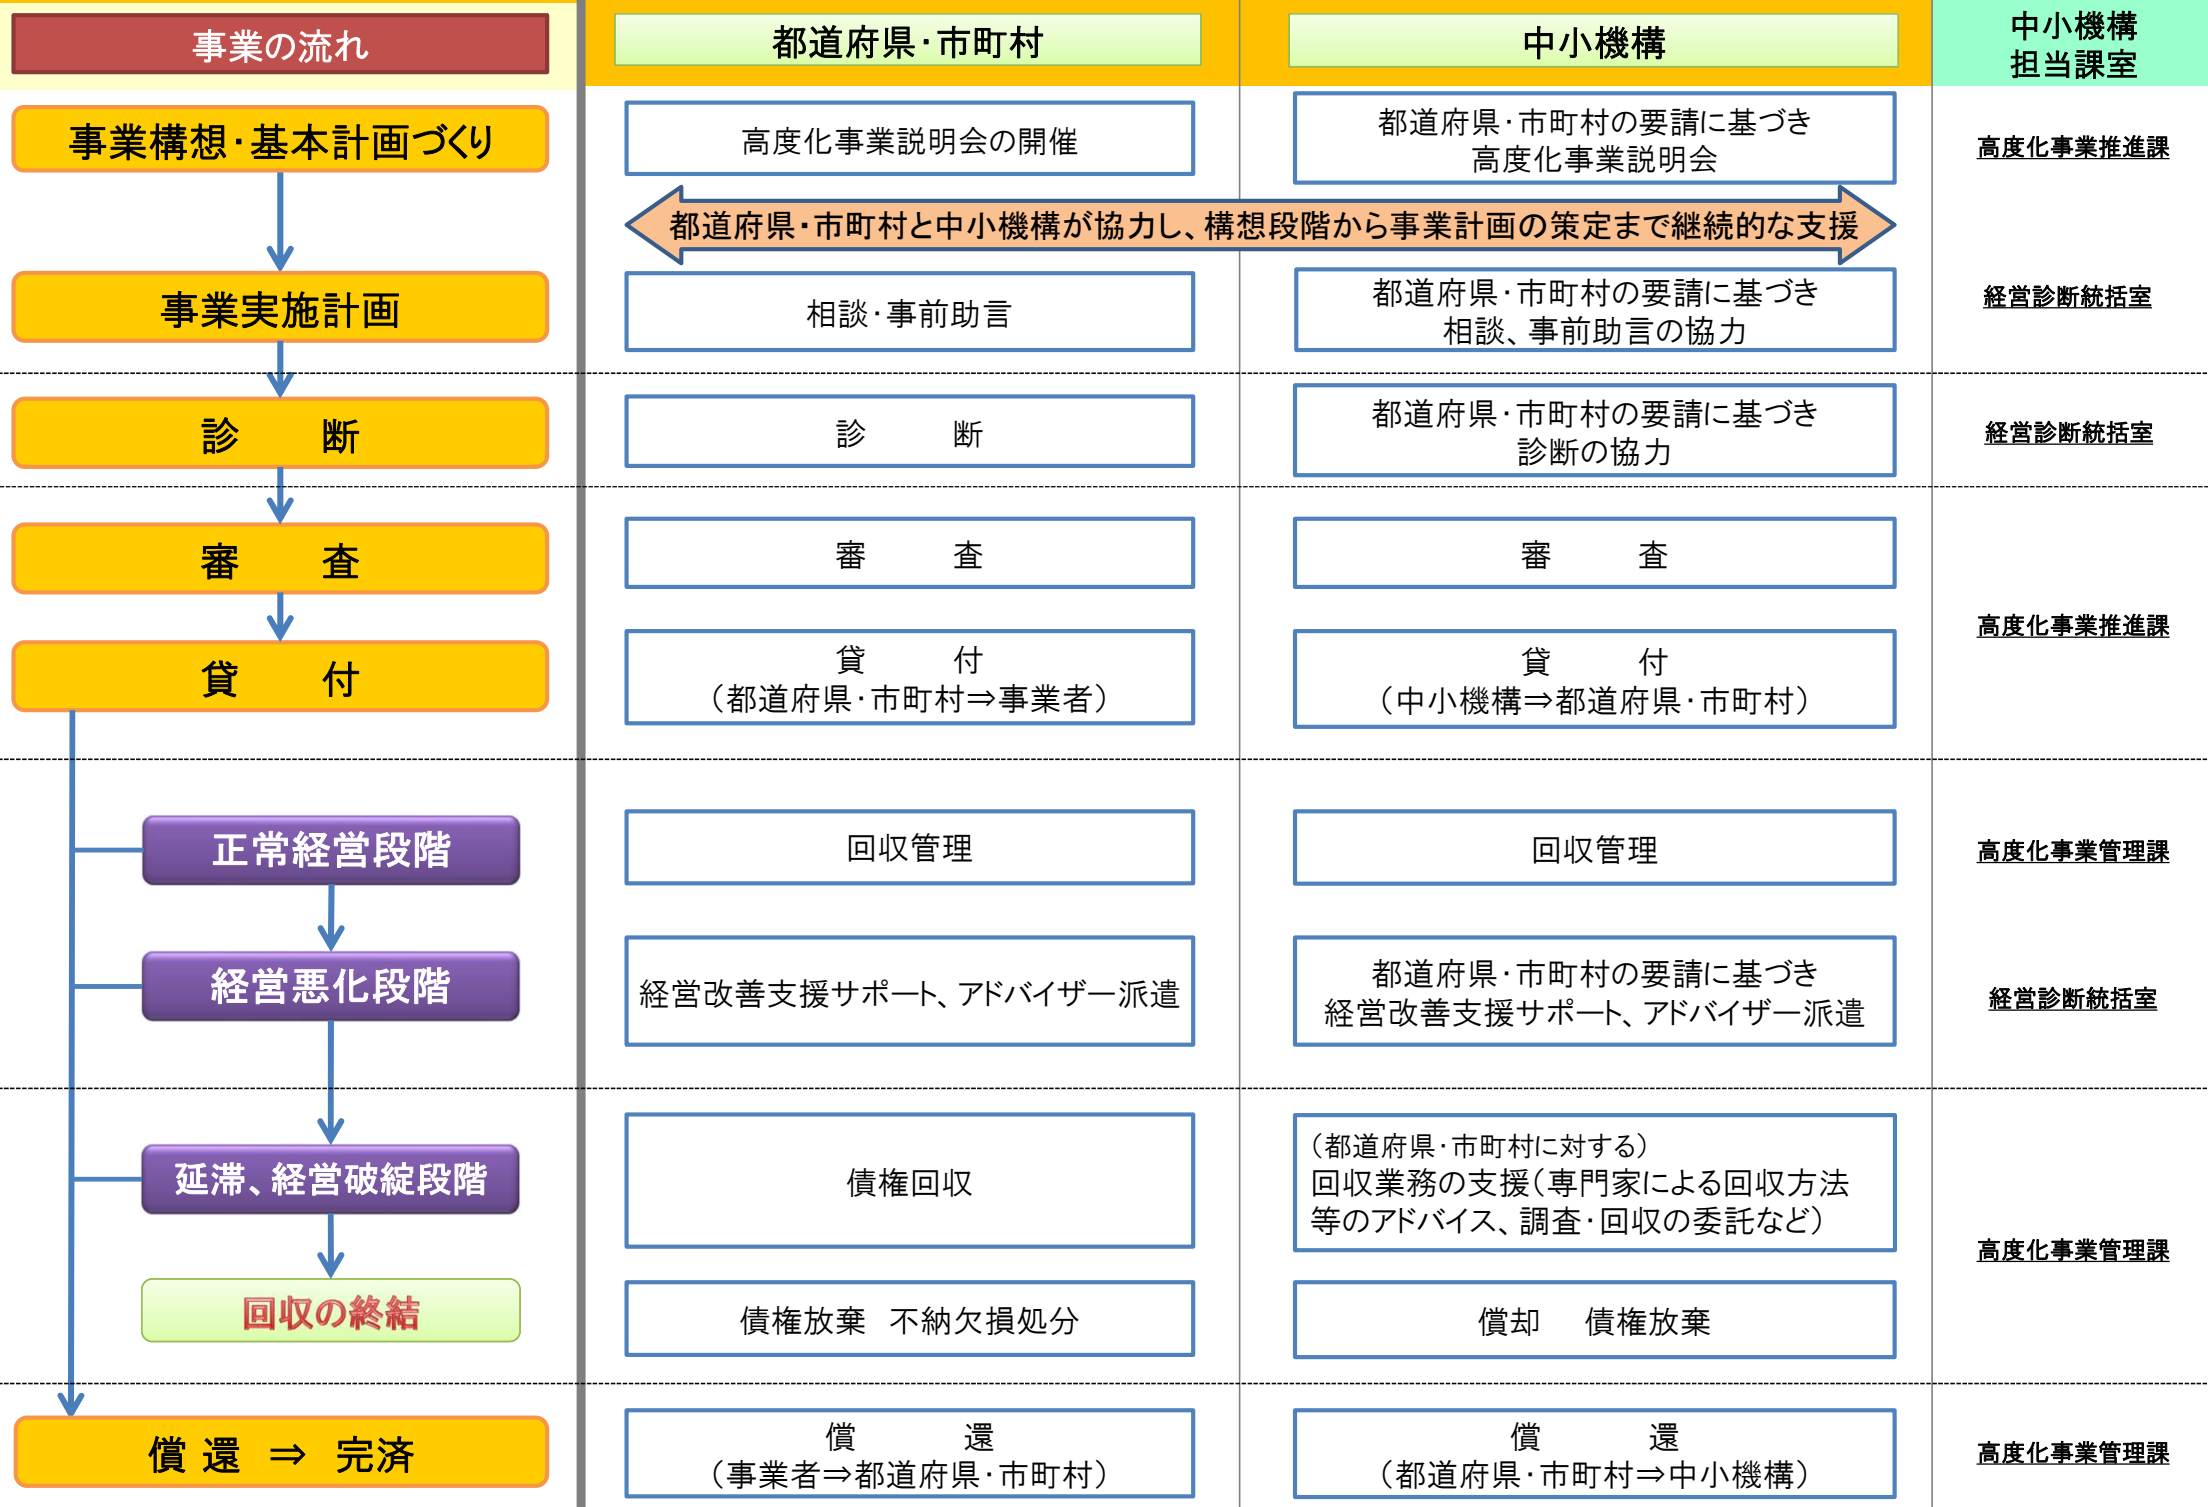 事業の流れ
都道府県・市町村
中小機構
中小機構
担当課室
事業構想・基本計画づくり
高度化事業説明会の開催
都道府県・市町村の要請に基づき
高度化事業説明会
高度化事業推進課
都道府県・市町村と中小機構が協力し、構想段階から事業計画の策定まで継続的な支援
事業実施計画
相談・事前助言
都道府県・市町村の要請に基づき
相談、事前助言の協力
経営診断統括室
診　　断
診　　断
都道府県・市町村の要請に基づき
診断の協力
経営診断統括室
審　　査
審　　査
審　　査
高度化事業推進課
貸　　付
貸　　付
（都道府県・市町村⇒事業者）
貸　　付
（中小機構⇒都道府県・市町村）
正常経営段階
回収管理
回収管理
高度化事業管理課
経営悪化段階
経営改善支援サポート、アドバイザー派遣
都道府県・市町村の要請に基づき
経営改善支援サポート、アドバイザー派遣
経営診断統括室
延滞、経営破綻段階
債権回収
（都道府県・市町村に対する）
回収業務の支援（専門家による回収方法
等のアドバイス、調査・回収の委託など）
高度化事業管理課
回収の終結
債権放棄　不納欠損処分
償却　債権放棄
償 還 ⇒ 完済
償　　還
（事業者⇒都道府県・市町村）
償　　還
（都道府県・市町村⇒中小機構）
高度化事業管理課